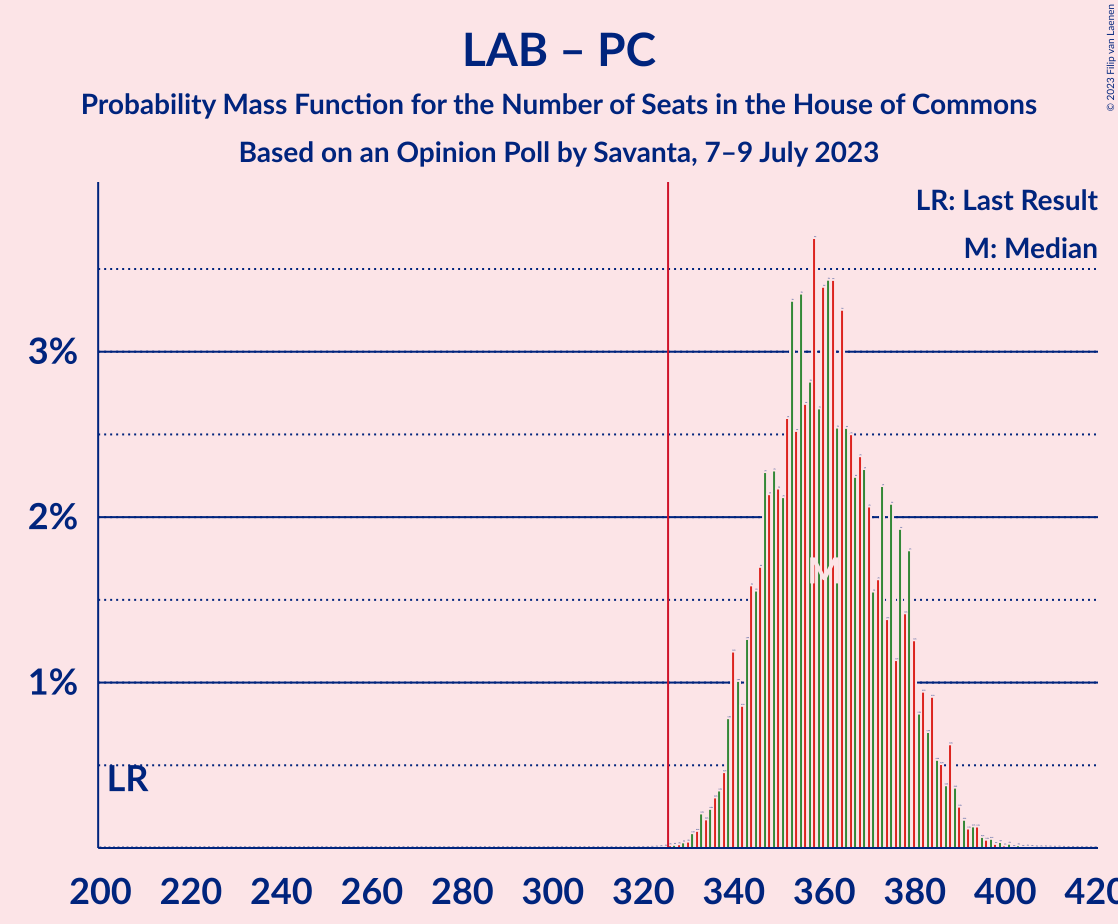 LAB – PC
Probability Mass Function for the Number of Seats in the House of Commons
Based on an Opinion Poll by Savanta, 7–9 July 2023
© 2023 Filip van Laenen
LR: Last Result
M: Median
3%
2%
1%
M
LR
200 220 240 260 280 300 320 340 360 380 400 420